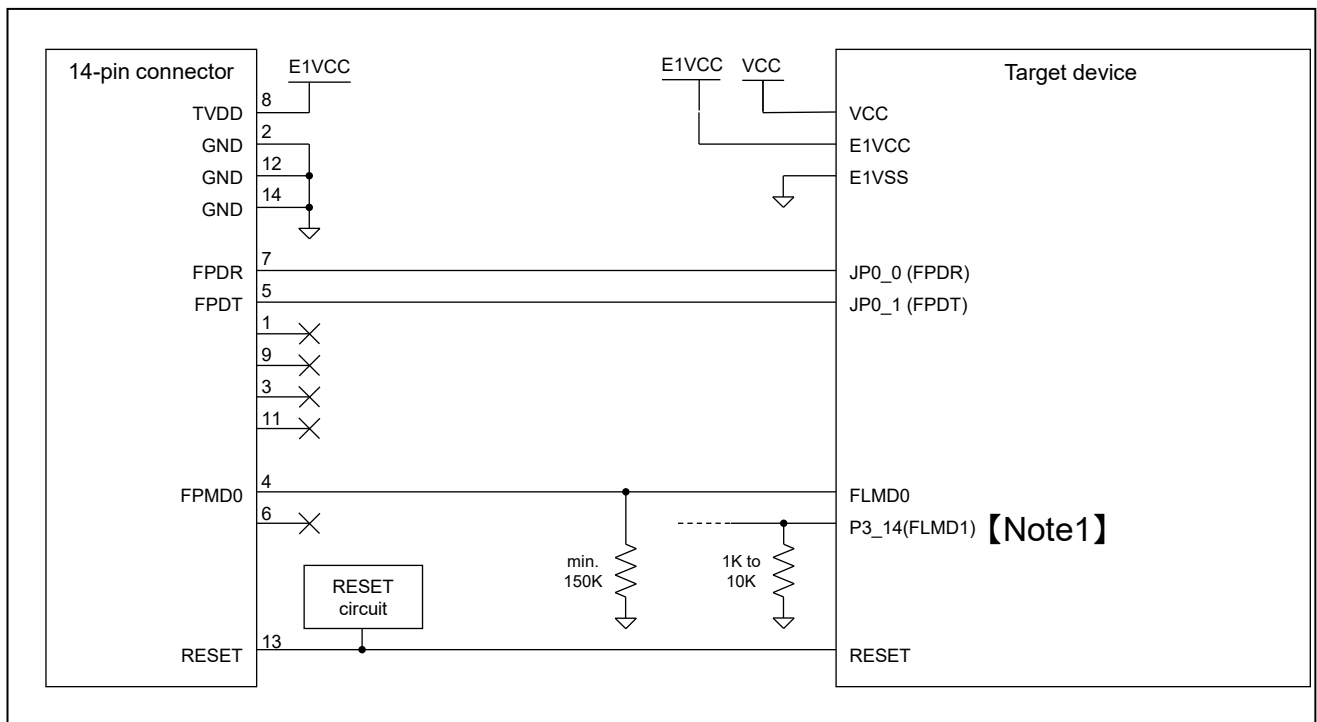 14-pin connector
E1VCC
E1VCC
VCC
Target device
TVDD
8
VCC
GND
2
E1VCC
GND
12
E1VSS
GND
14
FPDR
7
JP0_0 (FPDR)
FPDT
5
JP0_1 (FPDT)
1
9
3
11
FPMD0
4
FLMD0
6
P3_14(FLMD1)【Note1】
min.
150K
1K to
10K
RESET
circuit
RESET
13
RESET